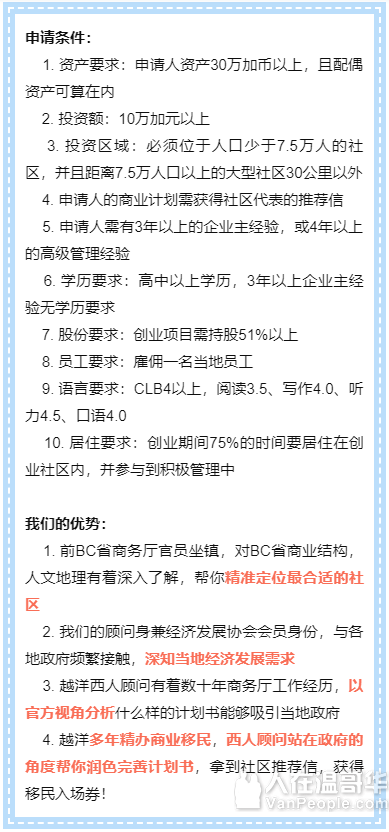 申请条件：
1. 资产要求：申请人资产30万加币以上，且配偶
资产可算在内
2. 投资额：10万加元以上
3. 投资区域：必须位于人口少于7.5万人的社
区，并且距离7.5万人口以上的大型社区30公里以外
4. 申请人的商业计划需获得社区代表的推荐信
5. 申请人需有3年以上的企业主经验，或4年以上
的高级管理经验
6. 学历要求：高中以上学历，3年以上企业主经
验无学历要求
7. 股份要求：创业项目需持股51%以上
8. 员工要求：雇佣一名当地员工
9. 语言要求：CLB4以上，阅读3.5、写作4.0、听
力4.5、口语4.0
10. 居住要求：创业期间75%的时间要居住在创
业社区内，并参与到积极管理中
我们的优势：
1. 前BC省商务厅官员坐镇，对BC省商业结构，
人文地理有着深入了解，帮你精准定位最合适的社
区
2. 我们的顾问身兼经济发展协会会员身份，与各
地政府频繁接触，深知当地经济发展需求
3. 越洋西人顾问有着数十年商务厅工作经历，以
官方视角分析什么样的计划书能够吸引当地政府
4. 越洋多年精办商业移民，西人顾问站在政府的
角度帮你润色完善计划书，拿到社区推荐信，获得
移民入场券！
人在温哥华
VanPeople.com